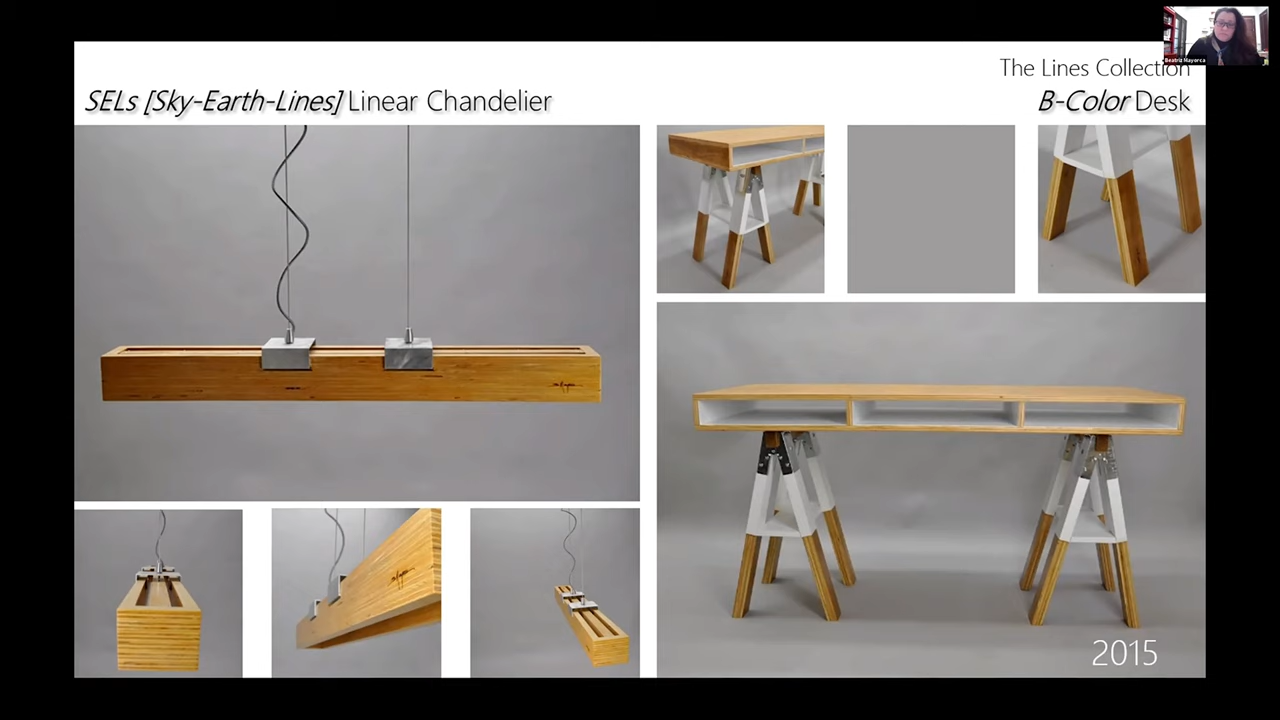 Beatriz Mayorca
The Lines Collection
SELs [Sky-Earth-Lines] Linear Chandelier
B-Color Desk
2015